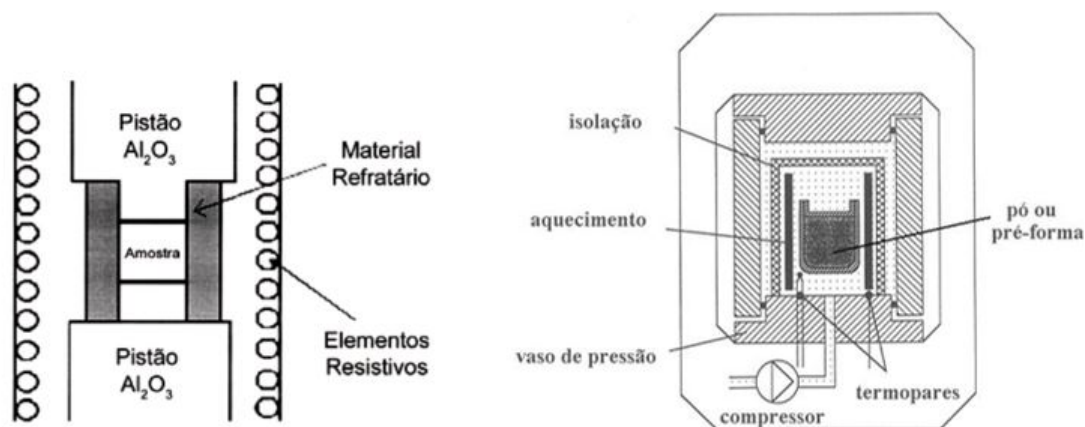 Pistão
Al₂O₃
Material
Refratário
Amostra
Elementos
Resistivos
Pistão
Al₂O₃
isolação
aquecimento
pó ou
pré-forma
vaso de pressão
termopares
compressor